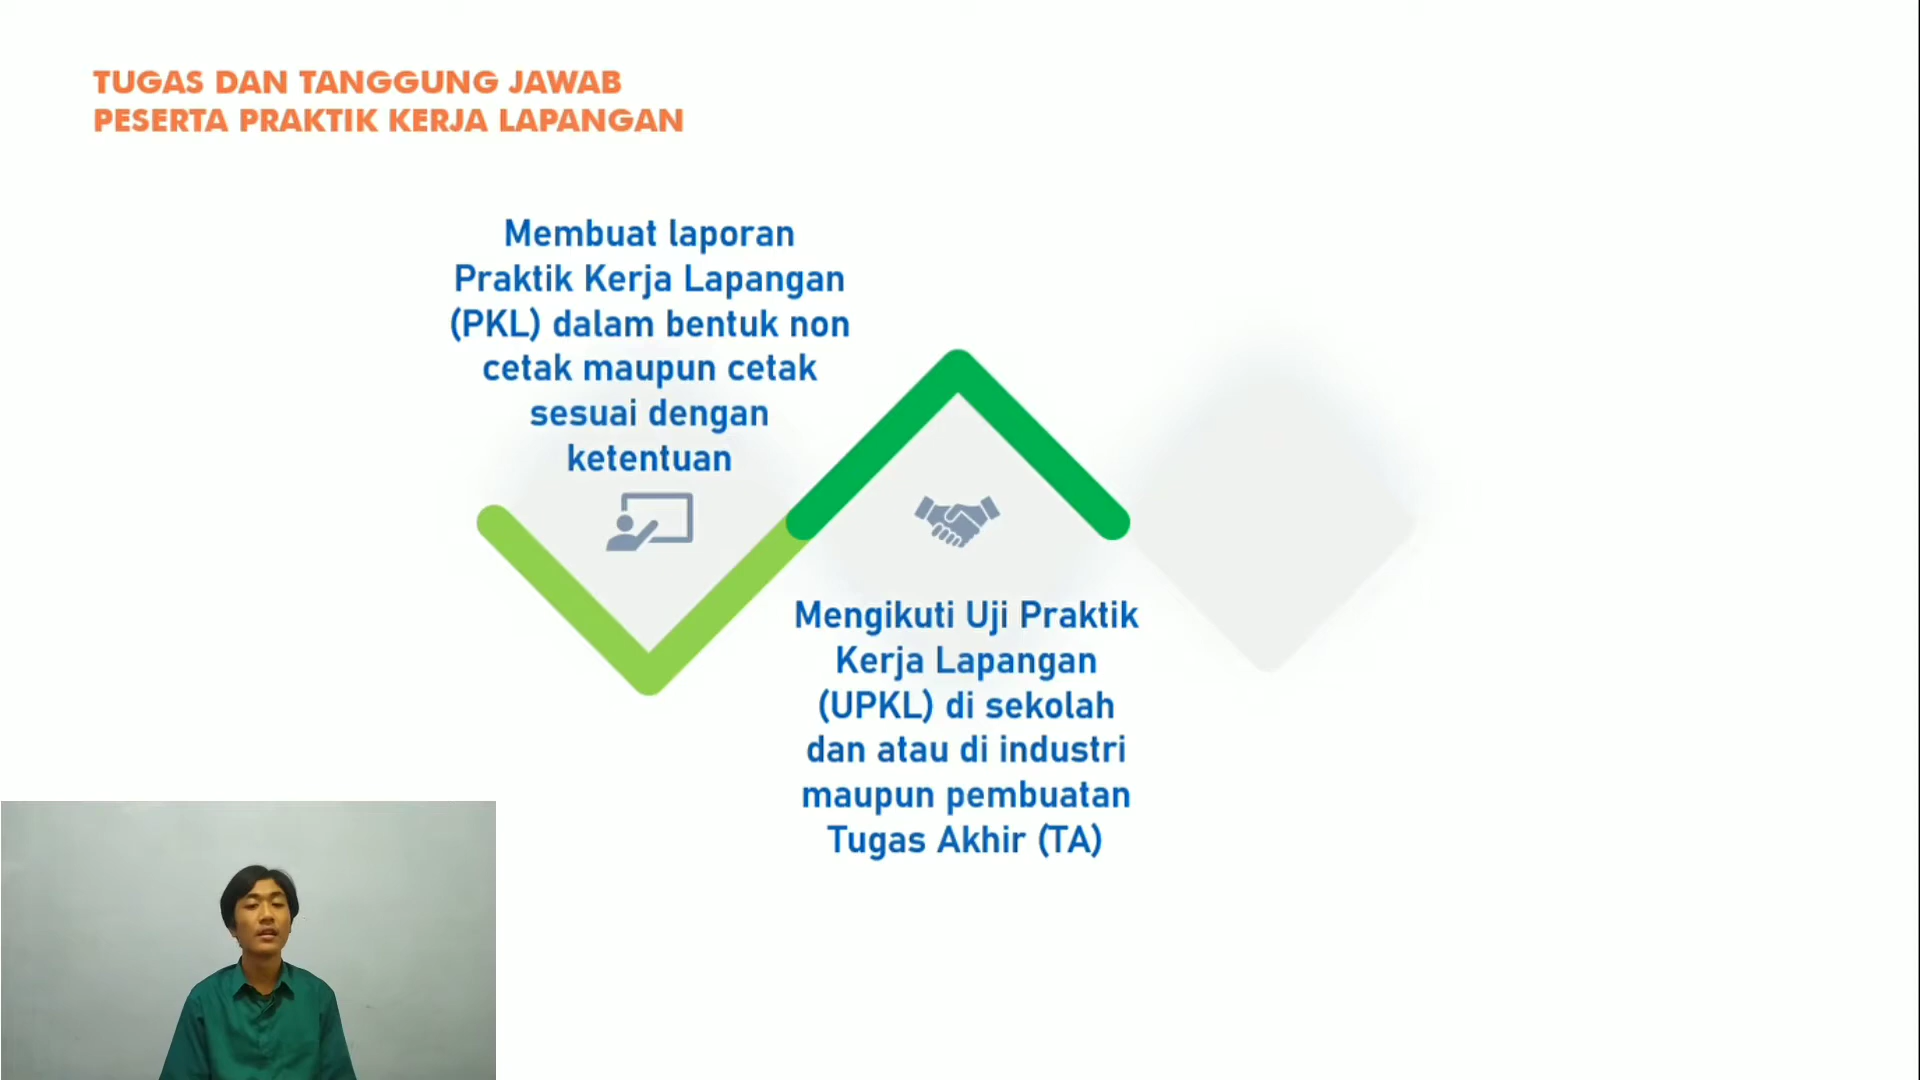 TUGAS DAN TANGGUNG JAWAB
PESERTA PRAKTIK KERJA LAPANGAN
Membuat laporan
Praktik Kerja Lapangan
(PKL) dalam bentuk non
cetak maupun cetak
sesuai dengan
ketentuan
Mengikuti Uji Praktik
Kerja Lapangan
(UPKL) di sekolah
dan atau di industri
maupun pembuatan
Tugas Akhir (TA)